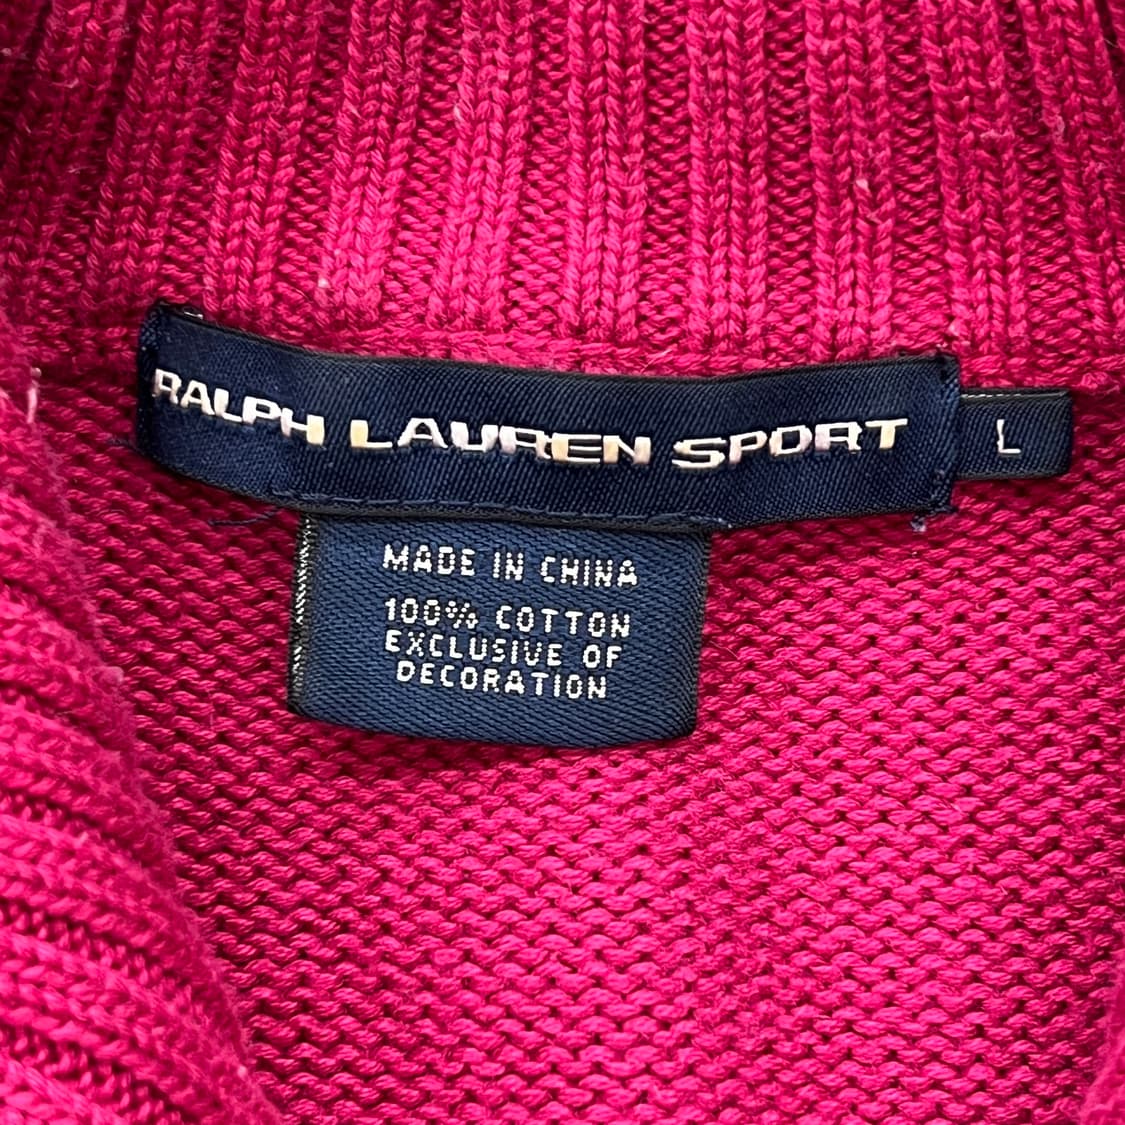 RALPH LAUREN SPORT
L
MADE IN CHINA
100% COTTON
EXCLUSIVE OF
DECORATION